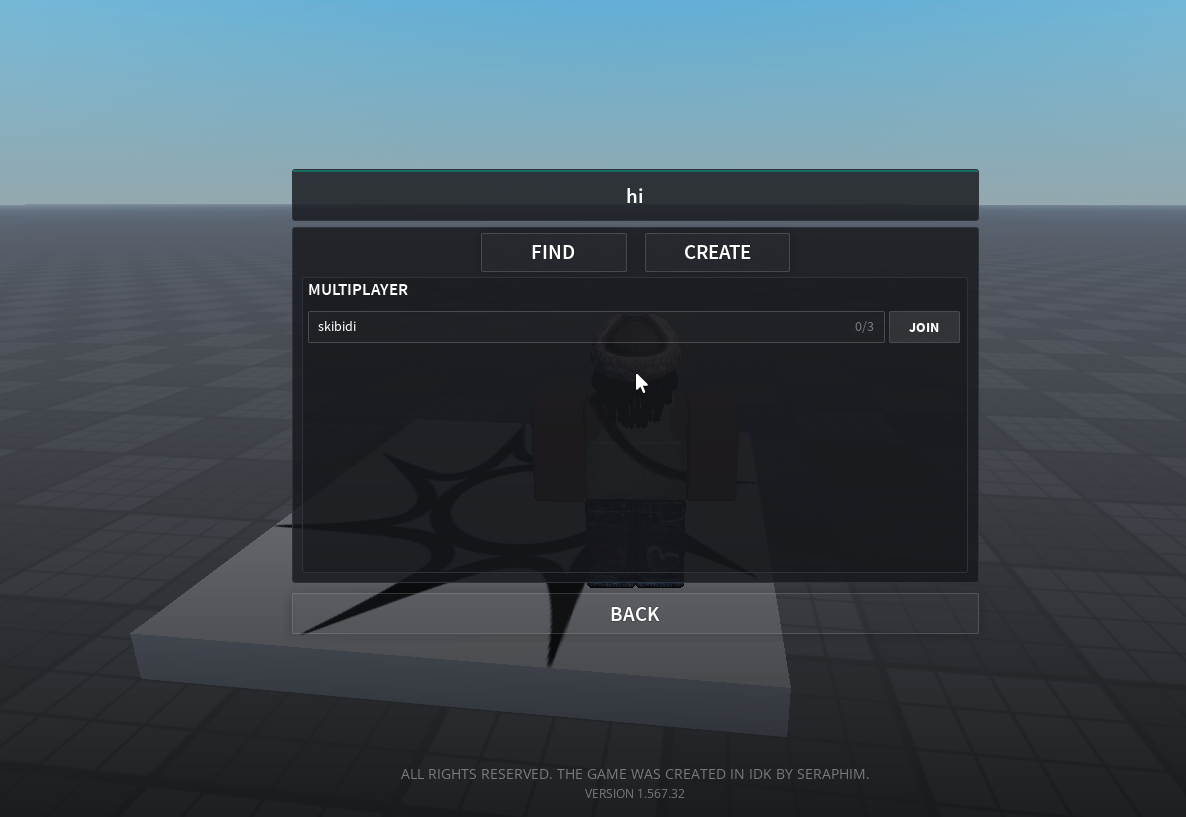 hi
FIND CREATE
MULTIPLAYER
skibidi 0/3 JOIN
BACK
ALL RIGHTS RESERVED. THE GAME WAS CREATED IN IDK BY SERAPHIM.
VERSION 1.567.32